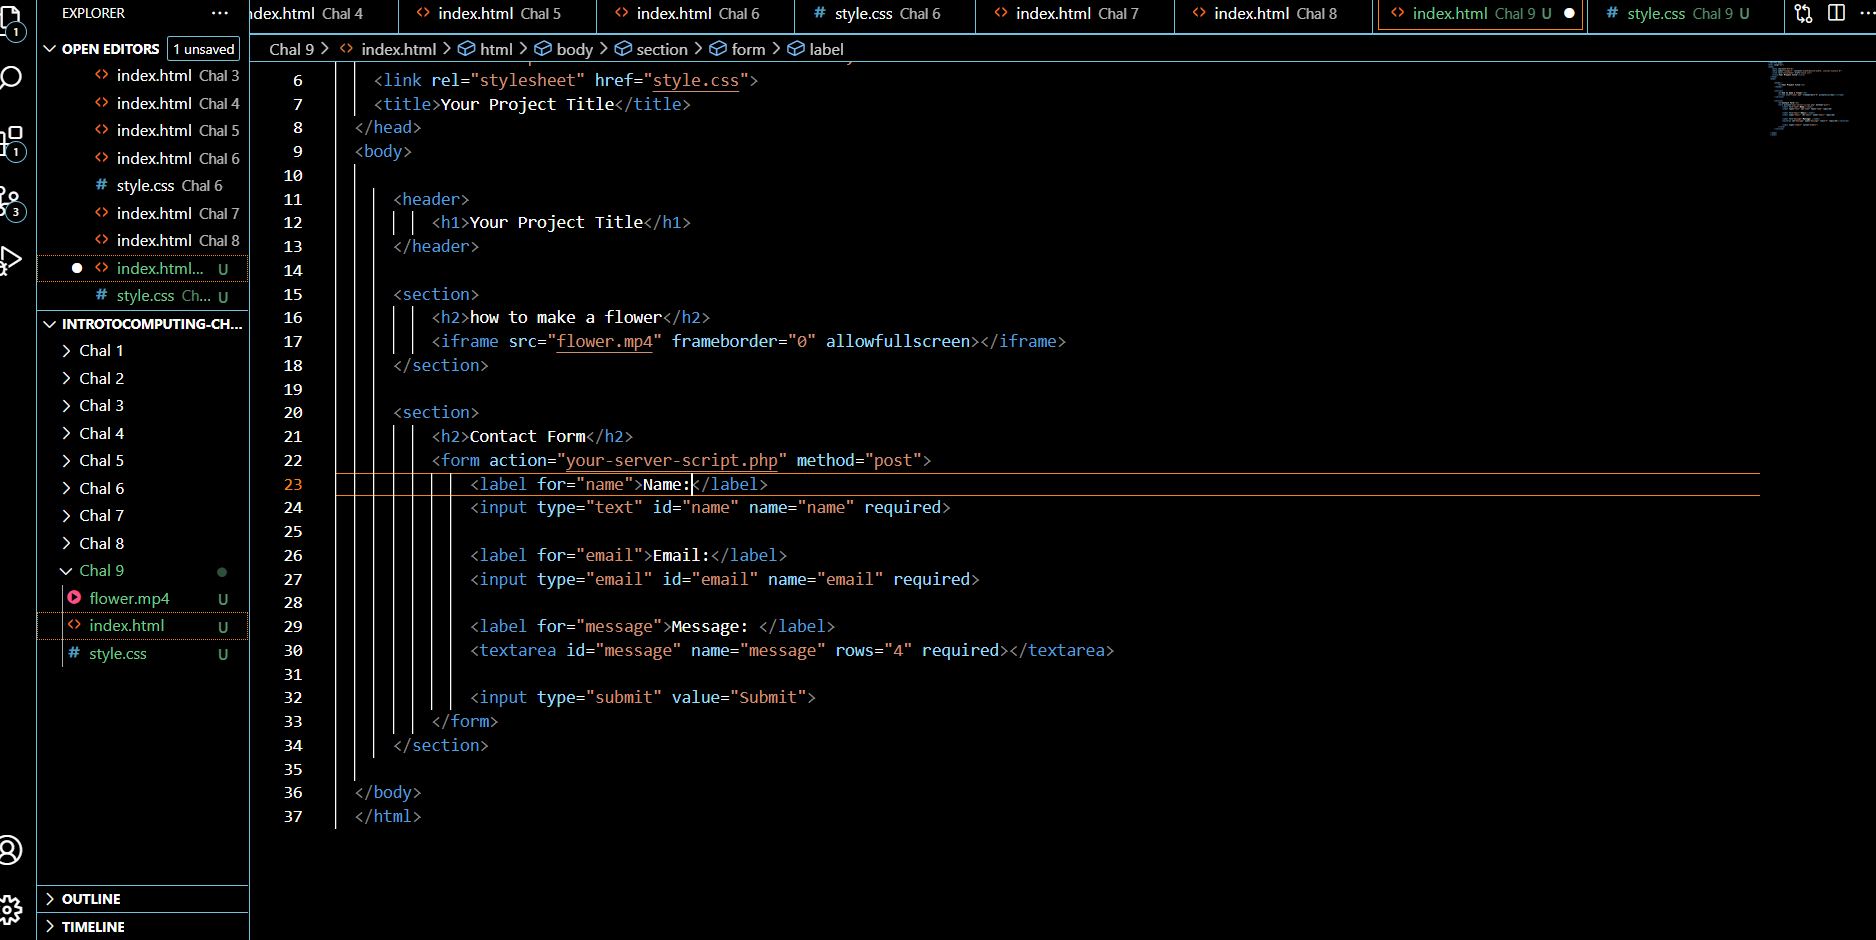 EXPLORER ···
OPEN EDITORS 1 unsaved
index.html Chal 3
index.html Chal 4
index.html Chal 5
index.html Chal 6
# style.css Chal 6
index.html Chal 7
index.html Chal 8
index.html... U
# style.css Ch... U
INTROTOCOMPUTING-CH...
Chal 1
Chal 2
Chal 3
Chal 4
Chal 5
Chal 6
Chal 7
Chal 8
Chal 9
flower.mp4 U
index.html U
# style.css U
OUTLINE
TIMELINE
1
1
3
ndex.html Chal 4 index.html Chal 5 index.html Chal 6 # style.css Chal 6 index.html Chal 7 index.html Chal 8 index.html Chal 9 U # style.css Chal 9 U
Chal 9 > index.html > html > body > section > form > label
6 <link rel="stylesheet" href="style.css">
7 <title>Your Project Title</title>
8 </head>
9 <body>
10
11 <header>
12 <h1>Your Project Title</h1>
13 </header>
14
15 <section>
16 <h2>how to make a flower</h2>
17 <iframe src="flower.mp4" frameborder="0" allowfullscreen></iframe>
18 </section>
19
20 <section>
21 <h2>Contact Form</h2>
22 <form action="your-server-script.php" method="post">
23 <label for="name">Name:</label>
24 <input type="text" id="name" name="name" required>
25
26 <label for="email">Email:</label>
27 <input type="email" id="email" name="email" required>
28
29 <label for="message">Message: </label>
30 <textarea id="message" name="message" rows="4" required></textarea>
31
32 <input type="submit" value="Submit">
33 </form>
34 </section>
35
36 </body>
37 </html>